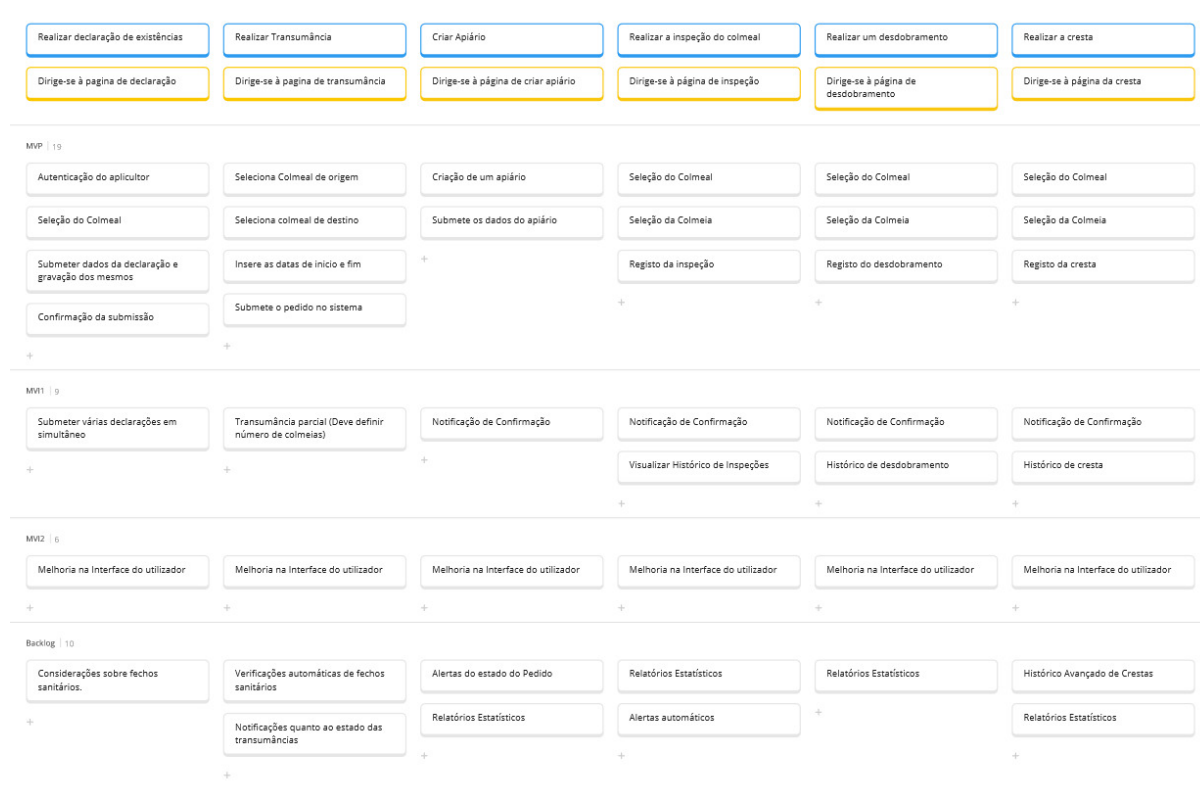 Realizar declaração de existências
Realizar Transumância
Criar Apiário
Realizar a inspeção do colmeal
Realizar um desdobramento
Realizar a cresta
Dirige-se à pagina de declaração
Dirige-se à pagina de transumância
Dirige-se à página de criar apiário
Dirige-se à página de inspeção
Dirige-se à página de
desdobramento
Dirige-se à página da cresta
MVP 19
Autenticação do aplicultor
Seleciona Colmeal de origem
Criação de um apiário
Seleção do Colmeal
Seleção do Colmeal
Seleção do Colmeal
Seleção do Colmeal
Seleciona colmeal de destino
Submete os dados do apiário
Seleção da Colmeia
Seleção da Colmeia
Seleção da Colmeia
Submeter dados da declaração e
gravação dos mesmos
Insere as datas de inicio e fim
Registo da inspeção
Registo do desdobramento
Registo da cresta
Confirmação da submissão
Submete o pedido no sistema
MVI1 9
Submeter várias declarações em
simultâneo
Transumância parcial (Deve definir
número de colmeias)
Notificação de Confirmação
Notificação de Confirmação
Notificação de Confirmação
Notificação de Confirmação
Visualizar Histórico de Inspeções
Histórico de desdobramento
Histórico de cresta
MVI2 6
Melhoria na Interface do utilizador
Melhoria na Interface do utilizador
Melhoria na Interface do utilizador
Melhoria na Interface do utilizador
Melhoria na Interface do utilizador
Melhoria na Interface do utilizador
Backlog 10
Considerações sobre fechos
sanitários.
Verificações automáticas de fechos
sanitários
Alertas do estado do Pedido
Relatórios Estatísticos
Relatórios Estatísticos
Histórico Avançado de Crestas
Notificações quanto ao estado das
transumâncias
Relatórios Estatísticos
Alertas automáticos
Relatórios Estatísticos